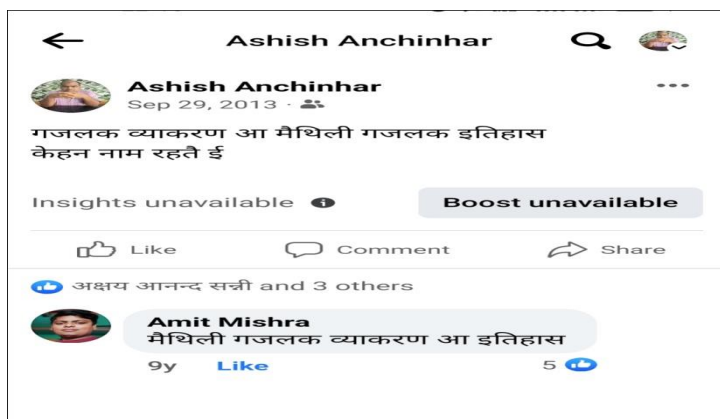 Ashish Anchinhar
Ashish Anchinhar
Sep 29, 2013 ·
गजलक व्याकरण आ मैथिली गजलक इतिहास
केहन नाम रहतै ई
Insights unavailable
Boost unavailable
Like
Comment
Share
अक्षय आनन्द सन्नी and 3 others
Amit Mishra
मैथिली गजलक व्याकरण आ इतिहास
9y Like 5